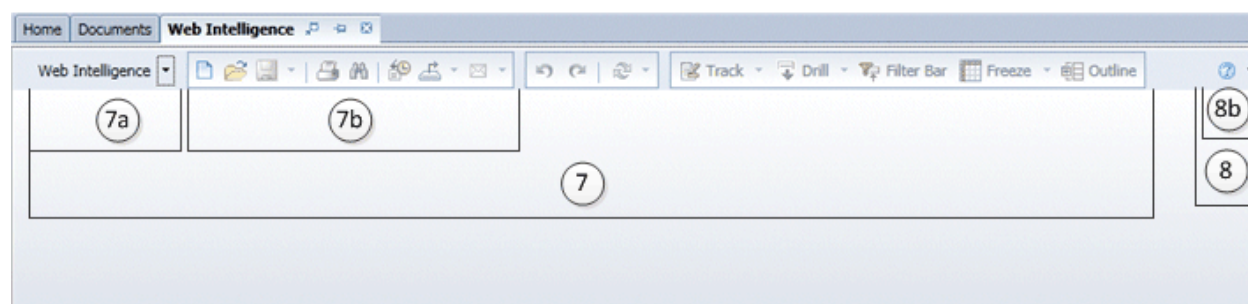 Home Documents Web Intelligence
Web Intelligence Track Drill Filter Bar Freeze Outline
7a 7b 8b
7 8